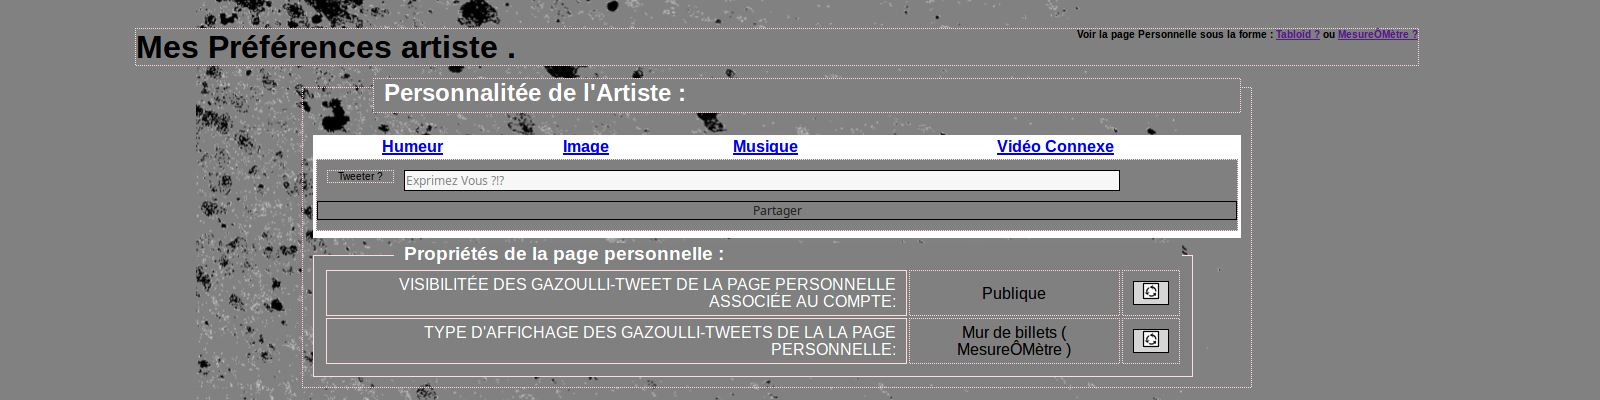 Mes Préférences artiste .
Voir la page Personnelle sous la forme : Tabloïd ? ou MesureÔMètre ?
Personnalitée de l'Artiste :
Humeur Image Musique Vidéo Connexe
Tweeter ? Exprimez Vous ?!?
Partager
Propriétés de la page personnelle :
VISIBILITÉE DES GAZOULLI-TWEET DE LA PAGE PERSONNELLE
ASSOCIÉE AU COMPTE:
Publique
TYPE D'AFFICHAGE DES GAZOULLI-TWEETS DE LA LA PAGE
PERSONNELLE:
Mur de billets (
MesureÔMètre )